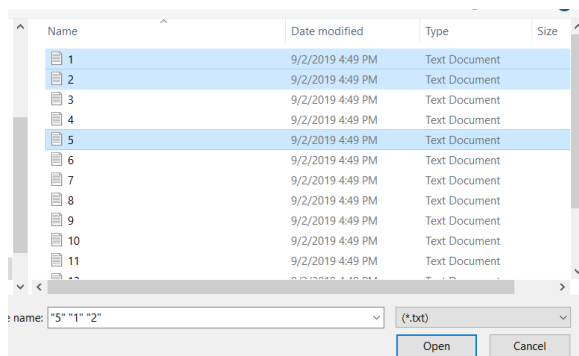 Name Date modified Type Size
1 9/2/2019 4:49 PM Text Document
2 9/2/2019 4:49 PM Text Document
3 9/2/2019 4:49 PM Text Document
4 9/2/2019 4:49 PM Text Document
5 9/2/2019 4:49 PM Text Document
6 9/2/2019 4:49 PM Text Document
7 9/2/2019 4:49 PM Text Document
8 9/2/2019 4:49 PM Text Document
9 9/2/2019 4:49 PM Text Document
10 9/2/2019 4:49 PM Text Document
11 9/2/2019 4:49 PM Text Document
e name: "5" "1" "2" (*.txt)
Open Cancel